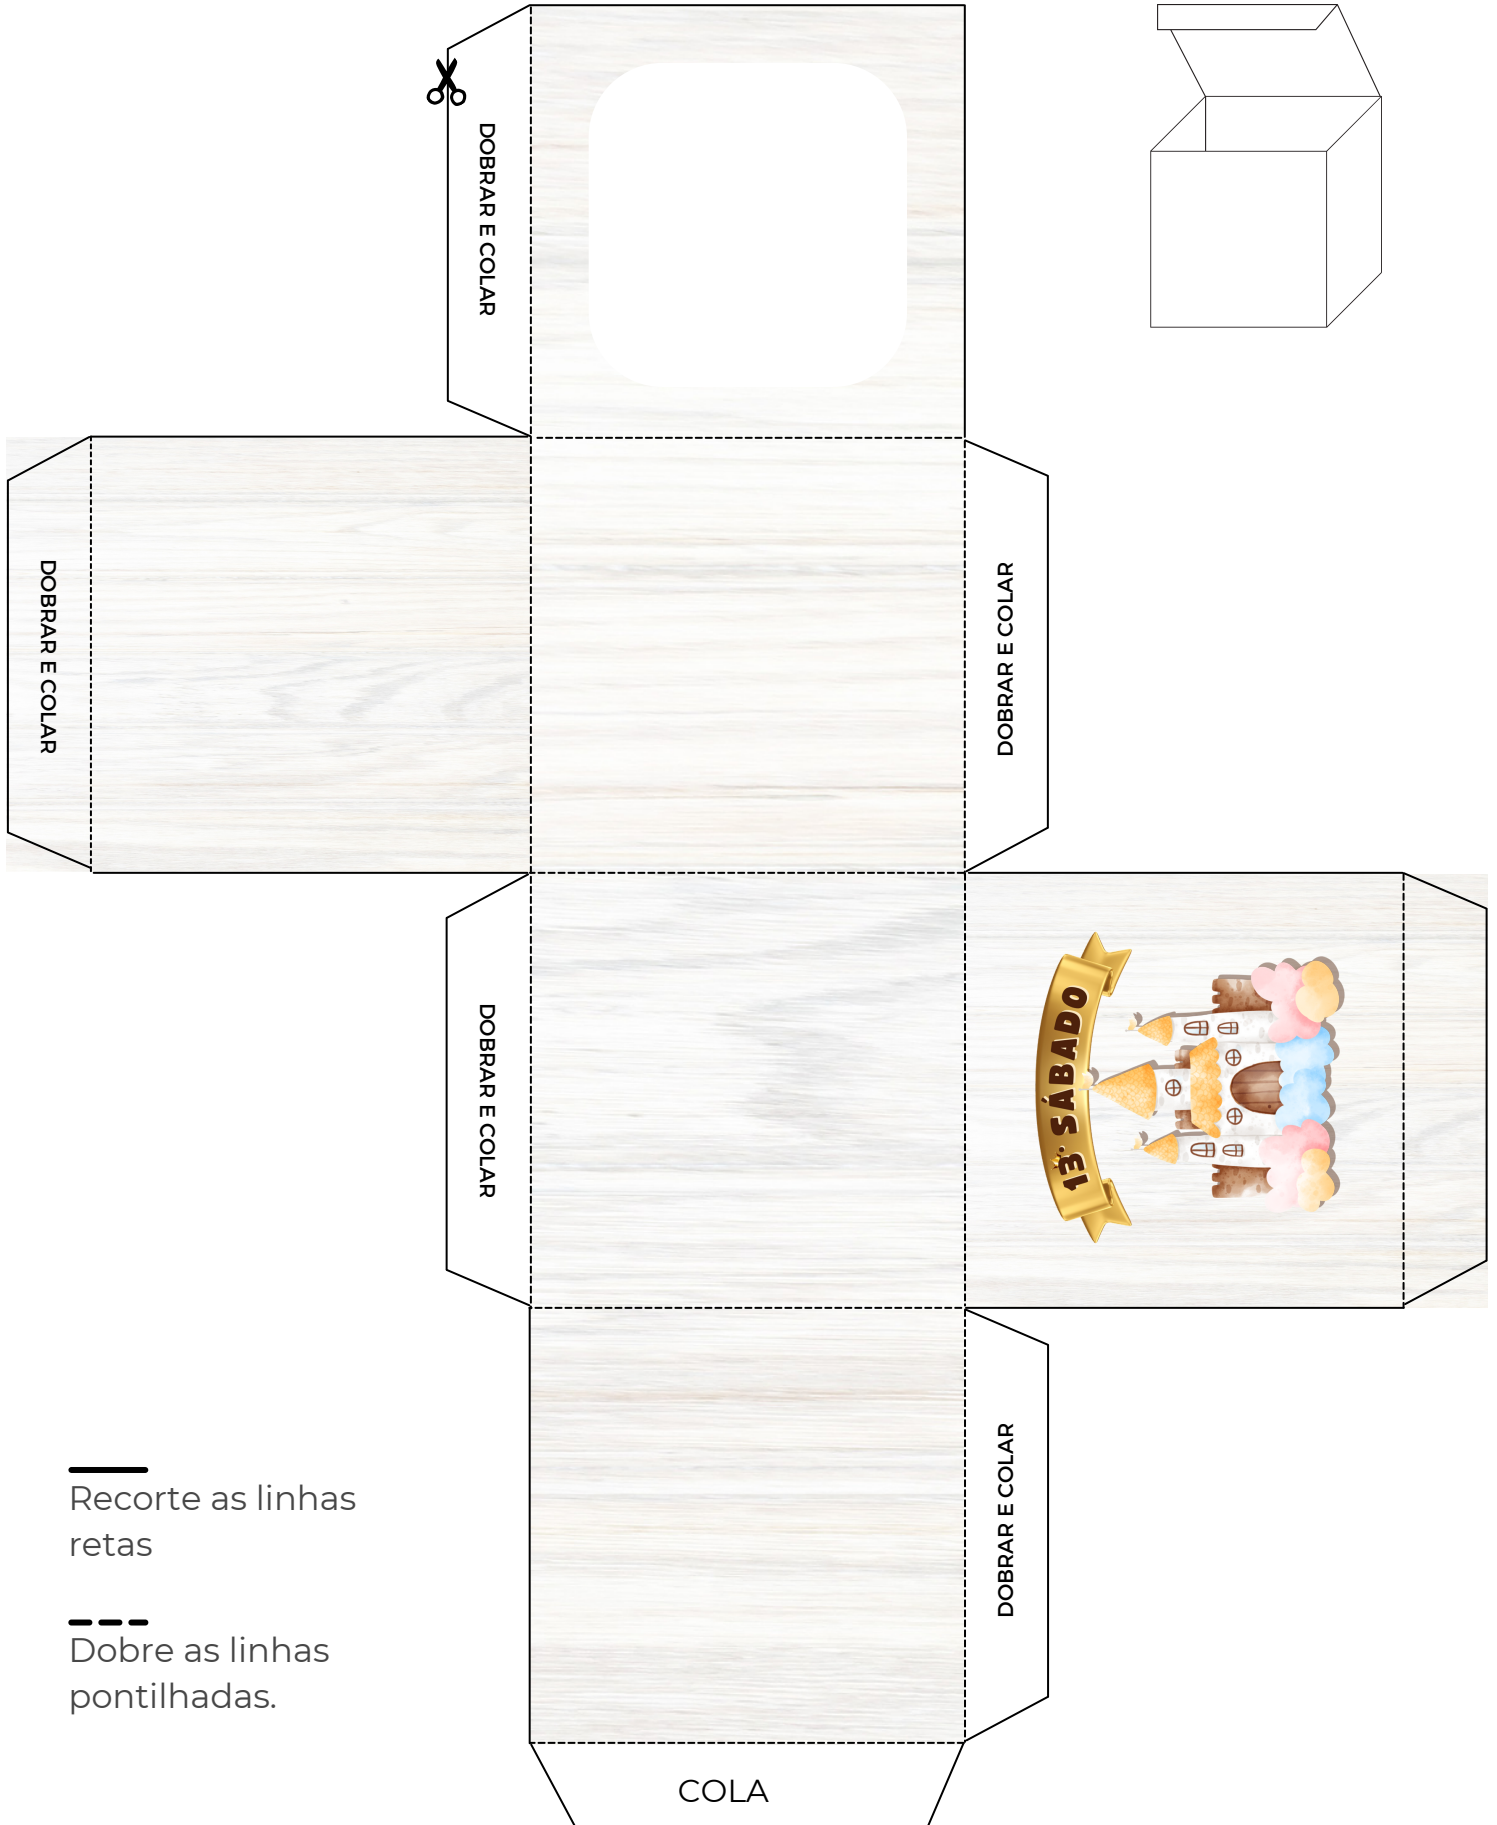 DOBRAR E COLAR
DOBRAR E COLAR
DOBRAR E COLAR
DOBRAR E COLAR
13º SÁBADO
DOBRAR E COLAR
Recorte as linhas
retas
Dobre as linhas
pontilhadas.
COLA